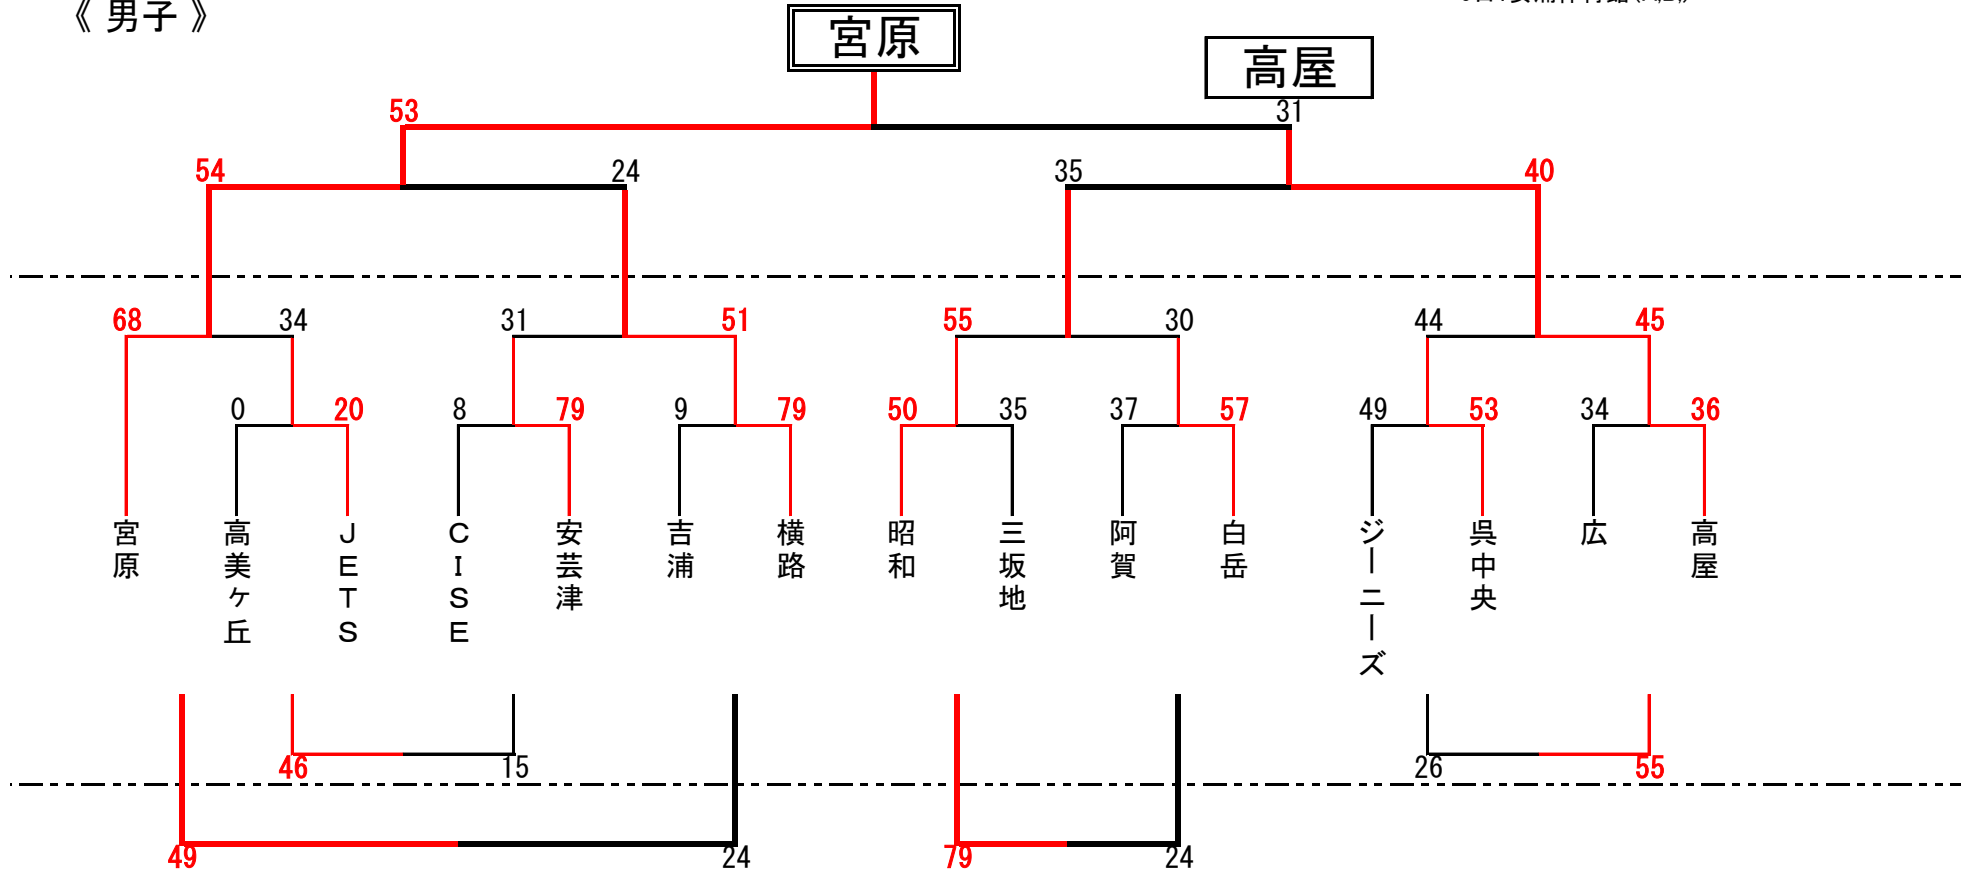 《 男子 》
宮原
高屋
53
31
54
24
35
40
68
34
31
51
55
30
44
45
0
20
8
79
9
79
50
35
37
57
49
53
34
36
宮原
高美ヶ丘
JETS
CISE
安芸津
吉浦
横路
昭和
三坂地
阿賀
白岳
ジーニーズ
呉中央
広
高屋
46
15
26
55
49
24
79
24